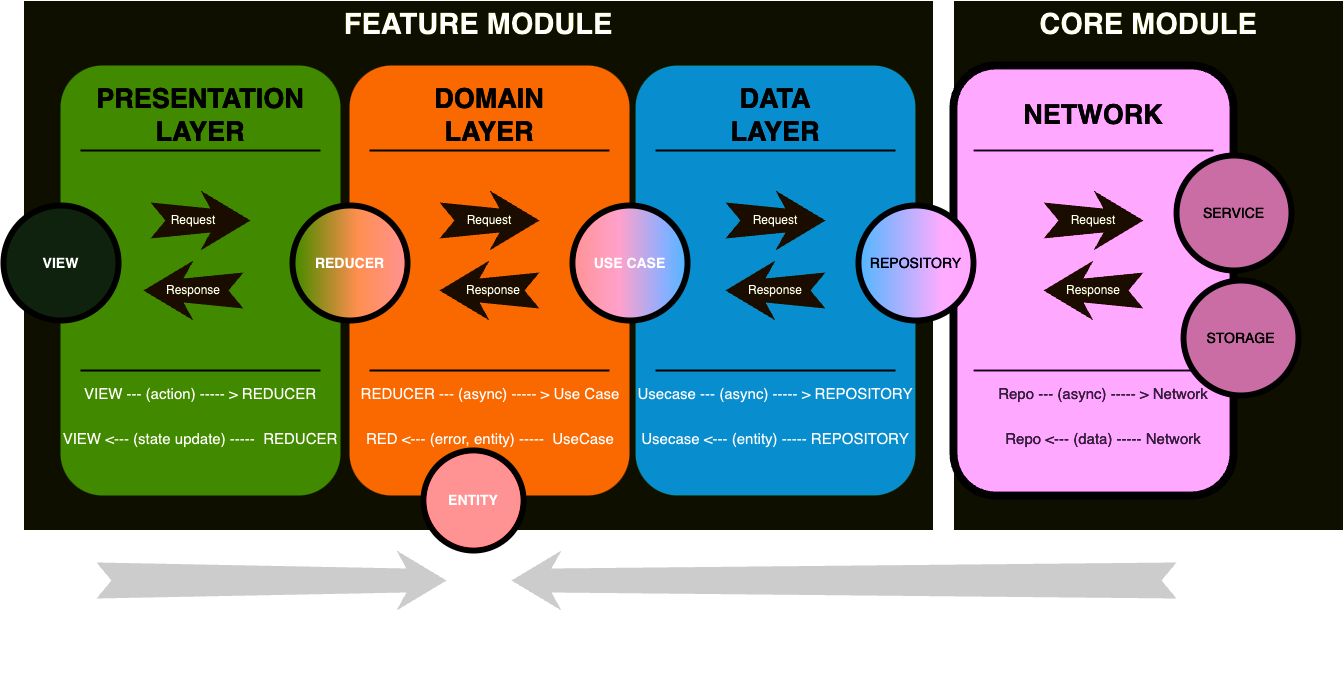 FEATURE MODULE
CORE MODULE
PRESENTATION
LAYER
DOMAIN
LAYER
DATA
LAYER
NETWORK
Request
Request
Request
Request
SERVICE
VIEW
REDUCER
USE CASE
REPOSITORY
Response
Response
Response
Response
STORAGE
VIEW --- (action) ----- > REDUCER
REDUCER --- (async) ----- > Use Case
Usecase --- (async) ----- > REPOSITORY
Repo --- (async) ----- > Network
VIEW <--- (state update) ----- REDUCER
RED <--- (error, entity) ----- UseCase
Usecase <--- (entity) ----- REPOSITORY
Repo <--- (data) ----- Network
ENTITY